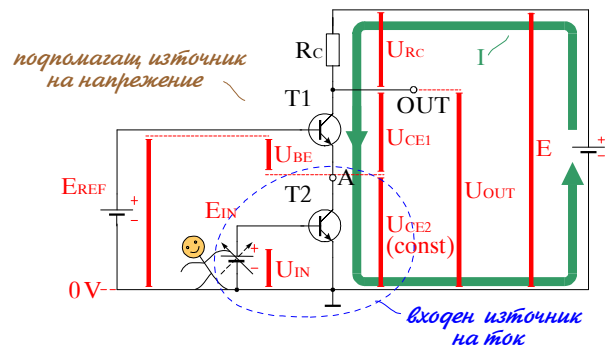 подпомагащ източник
на напрежение
RC
URC
I
T1
OUT
UCE1
E
UBE
A
EREF
+
−
T2
EIN
UOUT
UCE2
(const)
+
−
UIN
+
−
0 V
входен източник
на ток